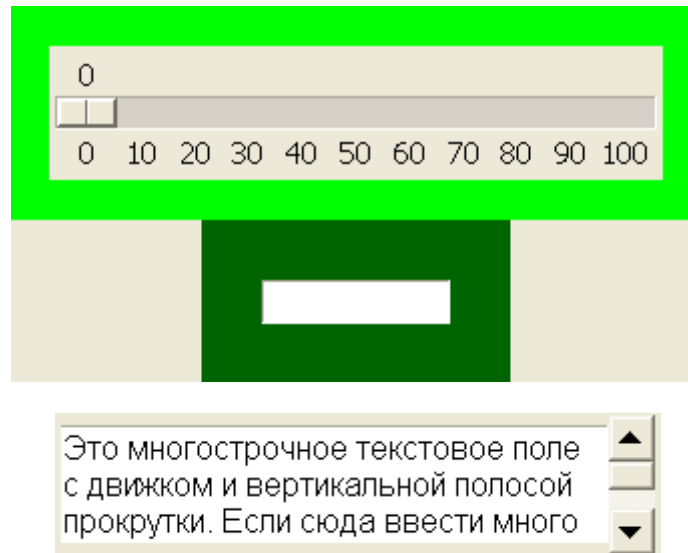 0
0 10 20 30 40 50 60 70 80 90 100
Это многострочное текстовое поле
с движком и вертикальной полосой
прокрутки. Если сюда ввести много